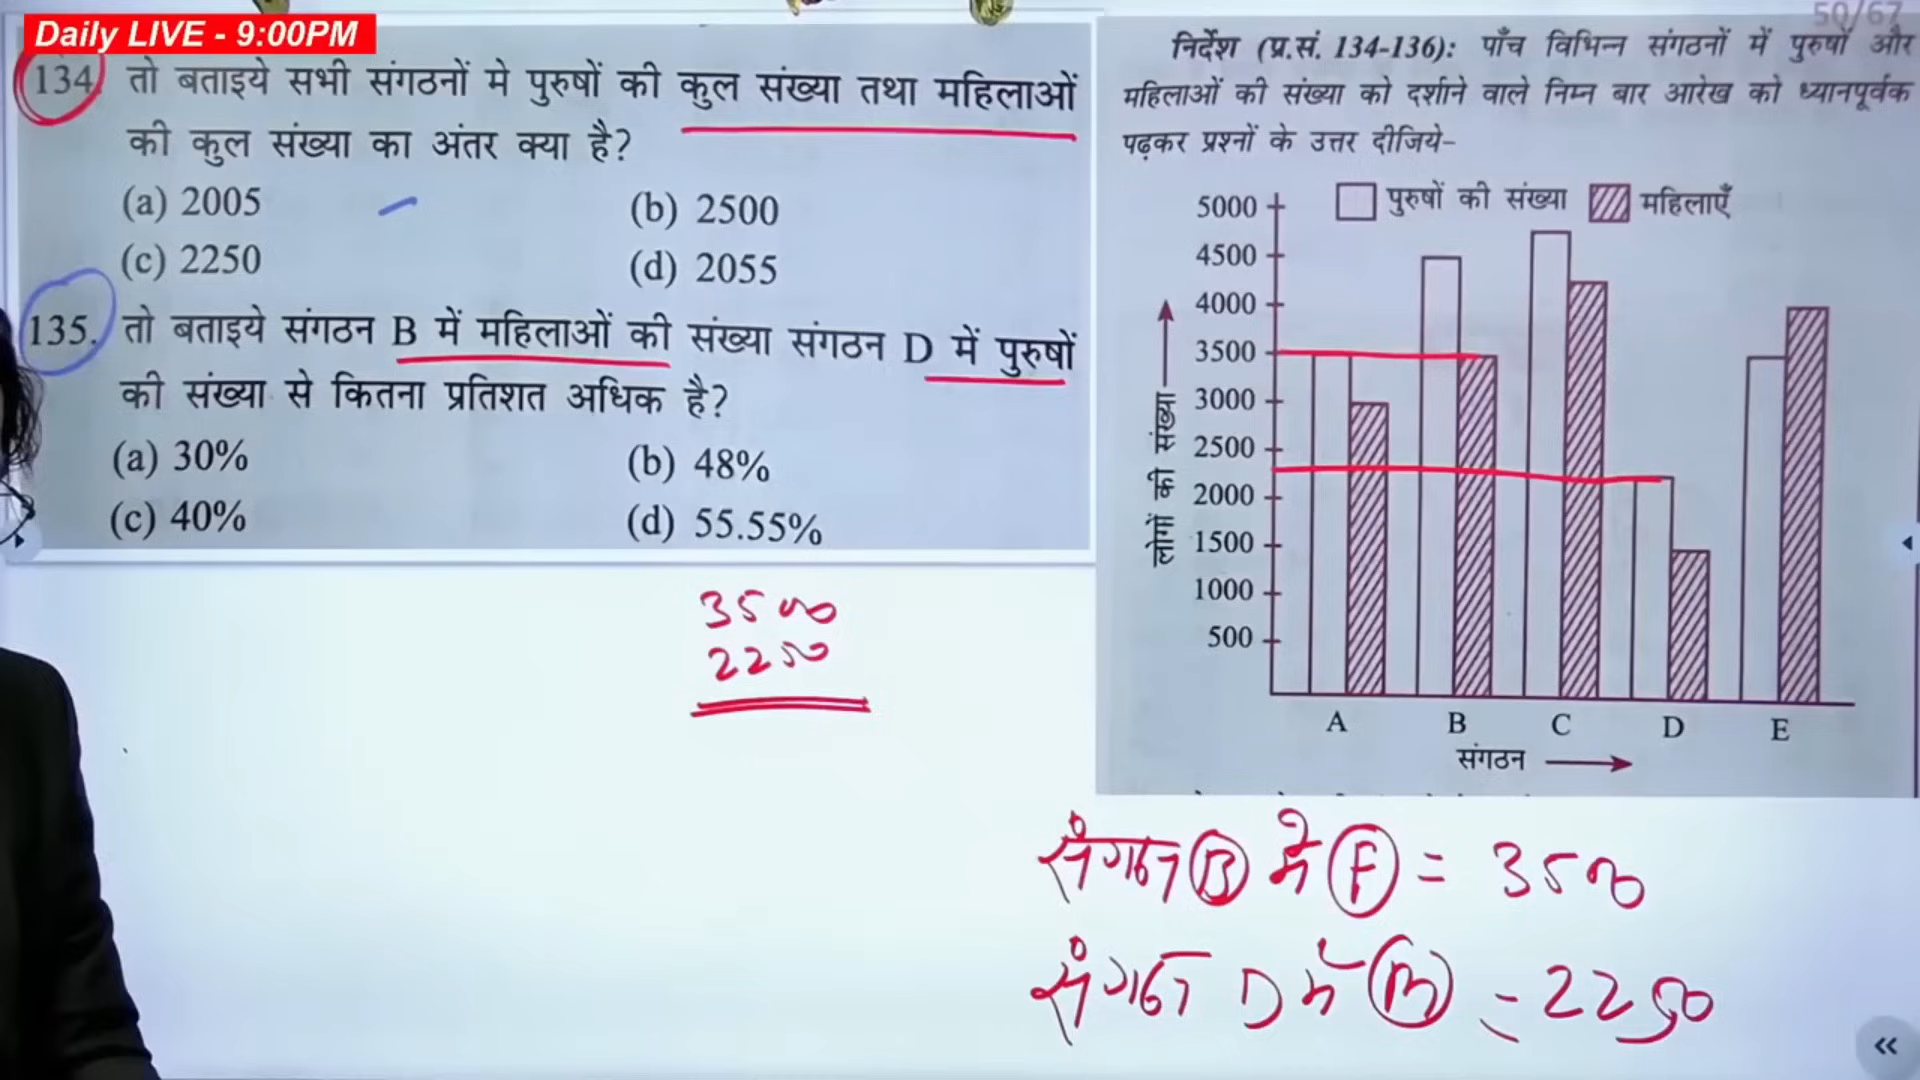 Daily LIVE - 9:00PM
134. तो बताइये सभी संगठनों मे पुरुषों की कुल संख्या तथा महिलाओं
की कुल संख्या का अंतर क्या है?
(a) 2005
(b) 2500
(c) 2250
(d) 2055
135. तो बताइये संगठन B में महिलाओं की संख्या संगठन D में पुरुषों
की संख्या से कितना प्रतिशत अधिक है?
(a) 30%
(b) 48%
(c) 40%
(d) 55.55%
3500
2250
50/67
निर्देश (प्र.सं. 134-136): पाँच विभिन्न संगठनों में पुरुषों और
महिलाओं की संख्या को दर्शाने वाले निम्न बार आरेख को ध्यानपूर्वक
पढ़कर प्रश्नों के उत्तर दीजिये-
पुरुषों की संख्या महिलाएँ
5000
4500
4000
3500
3000
2500
2000
1500
1000
500
लोगों की संख्या
A B C D E
संगठन
संगठन B में F = 3500
संगठन D में M = 2250